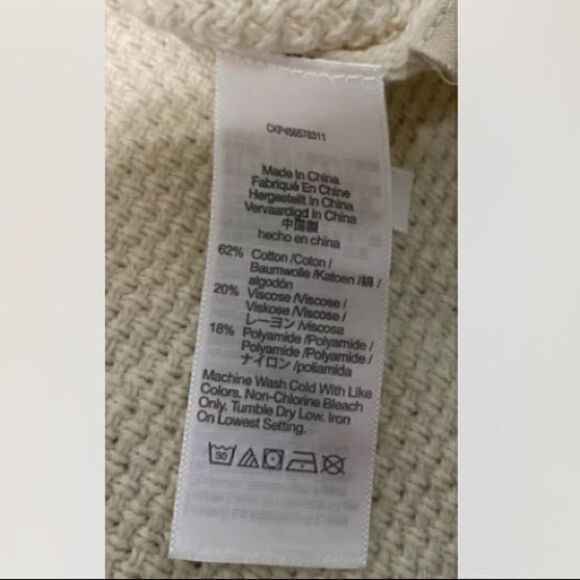 CKP456578311
Made In China
Fabriqué En Chine
Hergestellt In China
Vervaardigd In China
中国製
hecho en china
62% Cotton /Coton /
Baumwolle /Katoen /綿 /
algodón
20% Viscose /Viscose /
Viskose /Viscose /
レーヨン /Viscosa
18% Polyamide /Polyamide /
Polyamide /Polyamide /
ナイロン /poliamida
Machine Wash Cold With Like
Colors. Non-Chlorine Bleach
Only. Tumble Dry Low. Iron
On Lowest Setting.
30